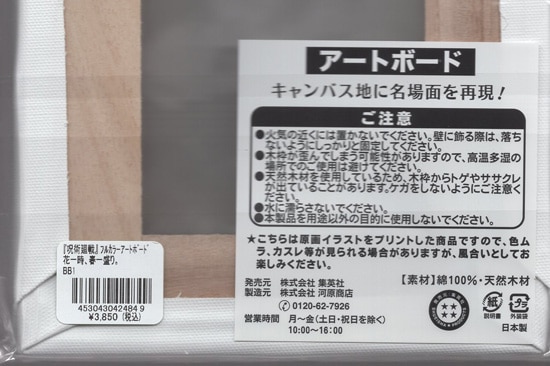 アートボード
キャンバス地に名場面を再現！
ご注意
●火気の近くには置かないでください。壁に飾る際は、落ち
ないようにしっかりと固定してください。
●木枠が歪んでしまう可能性がありますので、高温多湿の
場所でのご使用は避けてください。
●天然木材を使用しているため、木枠からトゲやササクレ
が出ていることがあります。ケガをしないようにご注意くだ
さい。
●水に濡らさないでください。
●本製品を用途以外の目的に使用しないでください。
★こちらは原画イラストをプリントした商品ですので、色ム
ラ、カスレ等が見られる場合がありますが、風合いとしてお
楽しみください。
発売元 株式会社 集英社
製造元 株式会社 河原商店
0120-62-7926
営業時間 月～金(土・日・祝日を除く)
10:00～16:00
【素材】綿100%・天然木材
紙
説明書
プラ
外装袋
日本製
『呪術廻戦』フルカラーアートボード
花一時、春一盛り。
BB1
4530430424849
¥3,850 (税込)